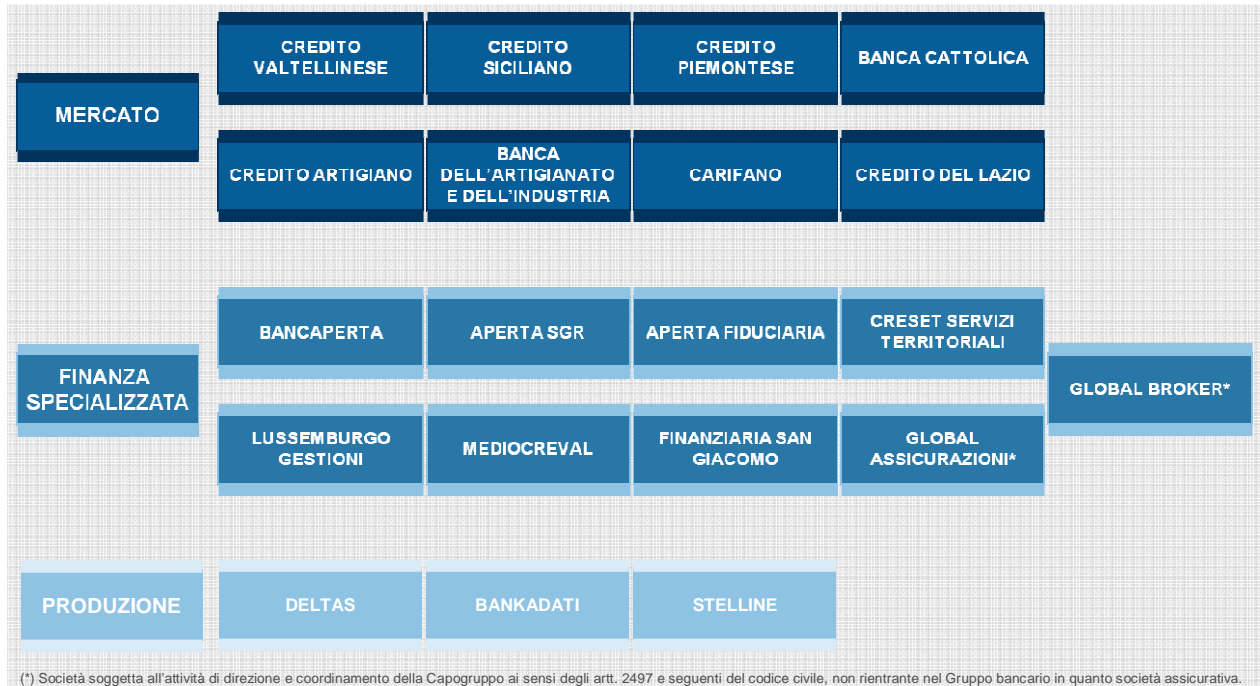 CREDITO
VALTELLINESE
CREDITO
SICILIANO
CREDITO
PIEMONTESE
BANCA CATTOLICA
MERCATO
CREDITO ARTIGIANO
BANCA
DELL'ARTIGIANATO
E DELL'INDUSTRIA
CARIFANO
CREDITO DEL LAZIO
BANCAPERTA
APERTA SGR
APERTA FIDUCIARIA
CRESET SERVIZI
TERRITORIALI
FINANZA
SPECIALIZZATA
GLOBAL BROKER*
LUSSEMBURGO
GESTIONI
MEDIOCREVAL
FINANZIARIA SAN
GIACOMO
GLOBAL
ASSICURAZIONI*
PRODUZIONE
DELTAS
BANKADATI
STELLINE
(*) Società soggetta all'attività di direzione e coordinamento della Capogruppo ai sensi degli artt. 2497 e seguenti del codice civile, non rientrante nel Gruppo bancario in quanto società assicurativa.